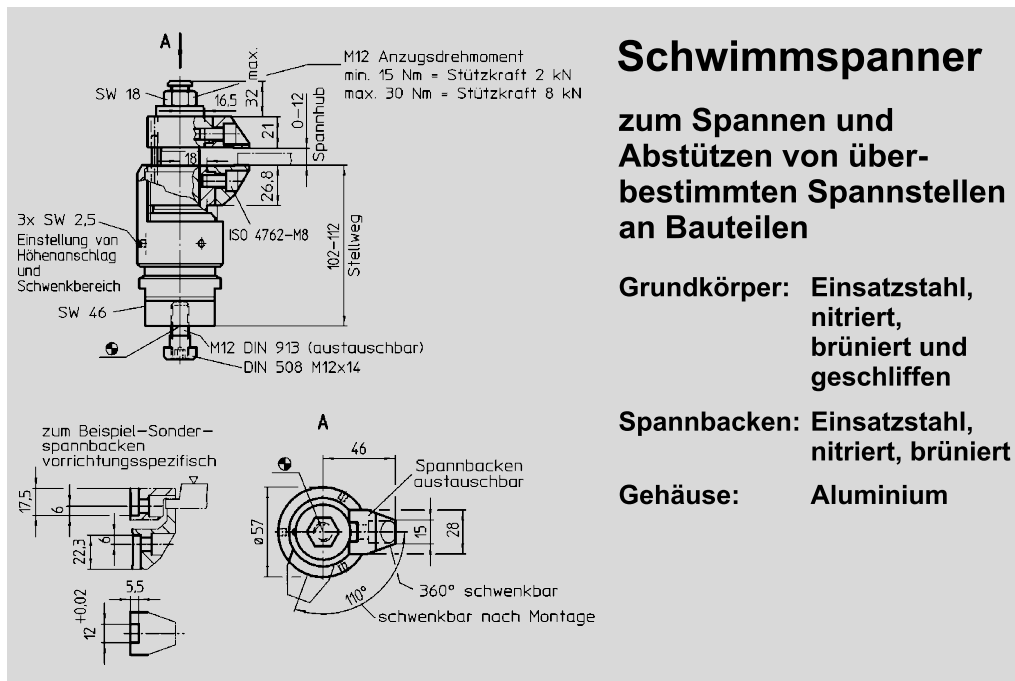 A
M12 Anzugsdrehmoment
min. 15 Nm = Stützkraft 2 kN
max. 30 Nm = Stützkraft 8 kN
SW 18
16,5
32 max.
21
0-12
Spannhub
18
26,8
3x SW 2,5
Einstellung von
Höhenanschlag
und
Schwenkbereich
ISO 4762-M8
102-112
Stellweg
SW 46
M12 DIN 913 (austauschbar)
DIN 508 M12x14
zum Beispiel-Sonder-
spannbacken
vorrichtungsspezifisch
17,5
6
22,3
6
5,5
12 +0,02
A
46
Spannbacken
austauschbar
ø57
15
28
110°
360° schwenkbar
schwenkbar nach Montage
Schwimmspanner
zum Spannen und
Abstützen von über-
bestimmten Spannstellen
an Bauteilen
Grundkörper: Einsatzstahl,
nitriert,
brüniert und
geschliffen
Spannbacken: Einsatzstahl,
nitriert, brüniert
Gehäuse: Aluminium